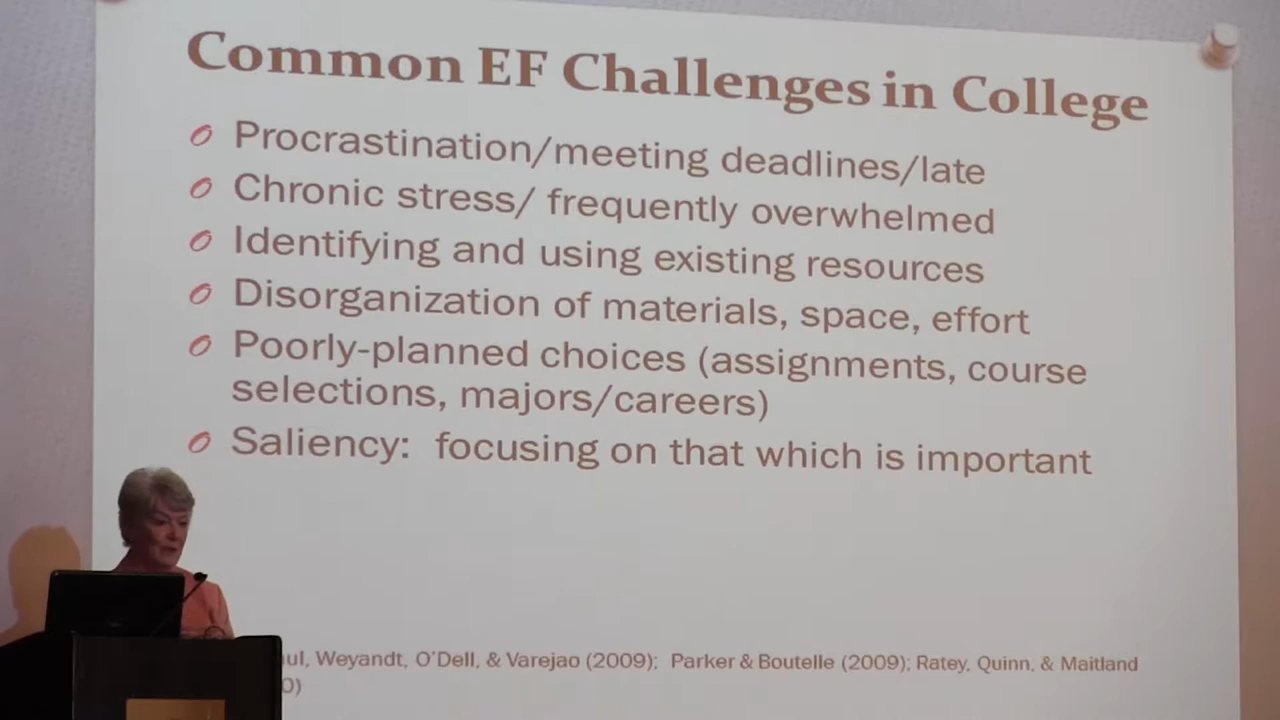 Common EF Challenges in College
Procrastination/meeting deadlines/late
Chronic stress/ frequently overwhelmed
Identifying and using existing resources
Disorganization of materials, space, effort
Poorly-planned choices (assignments, course
selections, majors/careers)
Saliency: focusing on that which is important
Weyandt, O'Dell, & Varejao (2009); Parker & Boutelle (2009); Ratey, Quinn, & Maitland